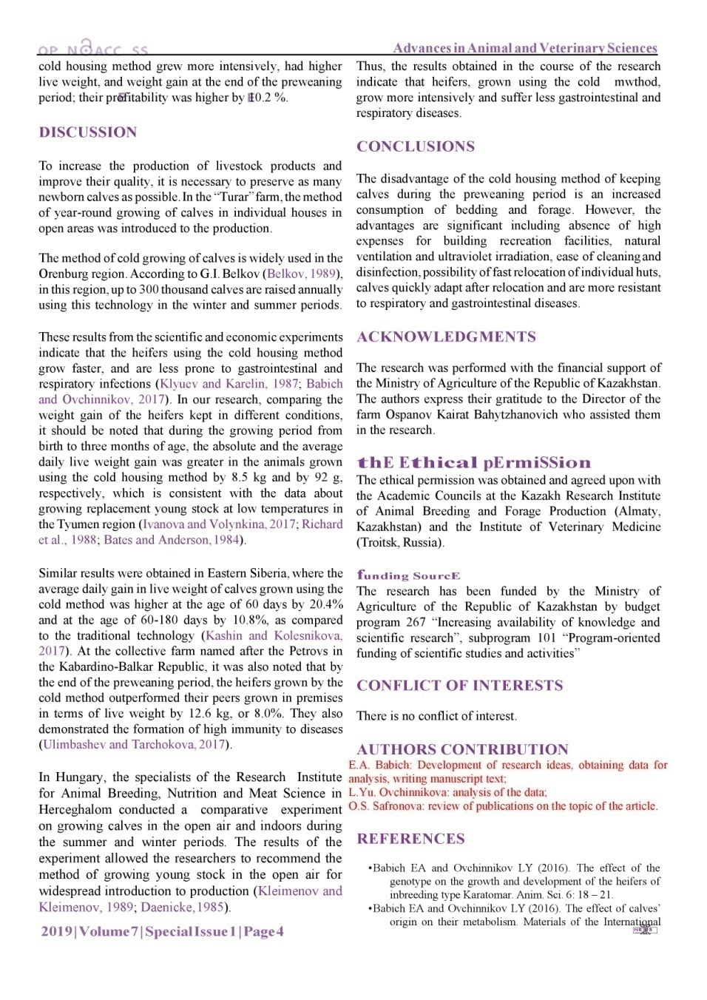 OP NACC SS
Advances in Animal and Veterinary Sciences
cold housing method grew more intensively, had higher
live weight, and weight gain at the end of the preweaning
period; their profitability was higher by 10.2 %.
DISCUSSION
To increase the production of livestock products and
improve their quality, it is necessary to preserve as many
newborn calves as possible. In the “Turar” farm, the method
of year-round growing of calves in individual houses in
open areas was introduced to the production.
The method of cold growing of calves is widely used in the
Orenburg region. According to G.I. Belkov (Belkov, 1989),
in this region, up to 300 thousand calves are raised annually
using this technology in the winter and summer periods.
These results from the scientific and economic experiments
indicate that the heifers using the cold housing method
grow faster, and are less prone to gastrointestinal and
respiratory infections (Klyuev and Karelin, 1987; Babich
and Ovchinnikov, 2017). In our research, comparing the
weight gain of the heifers kept in different conditions,
it should be noted that during the growing period from
birth to three months of age, the absolute and the average
daily live weight gain was greater in the animals grown
using the cold housing method by 8.5 kg and by 92 g,
respectively, which is consistent with the data about
growing replacement young stock at low temperatures in
the Tyumen region (Ivanova and Volynkina, 2017; Richard
et al., 1988; Bates and Anderson, 1984).
Similar results were obtained in Eastern Siberia, where the
average daily gain in live weight of calves grown using the
cold method was higher at the age of 60 days by 20.4%
and at the age of 60-180 days by 10.8%, as compared
to the traditional technology (Kashin and Kolesnikova,
2017). At the collective farm named after the Petrovs in
the Kabardino-Balkar Republic, it was also noted that by
the end of the preweaning period, the heifers grown by the
cold method outperformed their peers grown in premises
in terms of live weight by 12.6 kg, or 8.0%. They also
demonstrated the formation of high immunity to diseases
(Ulimbashev and Tarchokova, 2017).
In Hungary, the specialists of the Research Institute
for Animal Breeding, Nutrition and Meat Science in
Herceghalom conducted a comparative experiment
on growing calves in the open air and indoors during
the summer and winter periods. The results of the
experiment allowed the researchers to recommend the
method of growing young stock in the open air for
widespread introduction to production (Kleimenov and
Kleimenov, 1989; Daenicke, 1985).
Thus, the results obtained in the course of the research
indicate that heifers, grown using the cold mwthod,
grow more intensively and suffer less gastrointestinal and
respiratory diseases.
CONCLUSIONS
The disadvantage of the cold housing method of keeping
calves during the preweaning period is an increased
consumption of bedding and forage. However, the
advantages are significant including absence of high
expenses for building recreation facilities, natural
ventilation and ultraviolet irradiation, ease of cleaning and
disinfection, possibility of fast relocation of individual huts,
calves quickly adapt after relocation and are more resistant
to respiratory and gastrointestinal diseases.
ACKNOWLEDGMENTS
The research was performed with the financial support of
the Ministry of Agriculture of the Republic of Kazakhstan.
The authors express their gratitude to the Director of the
farm Ospanov Kairat Bahytzhanovich who assisted them
in the research.
thE Ethical pErmiSSion
The ethical permission was obtained and agreed upon with
the Academic Councils at the Kazakh Research Institute
of Animal Breeding and Forage Production (Almaty,
Kazakhstan) and the Institute of Veterinary Medicine
(Troitsk, Russia).
funding SourcE
The research has been funded by the Ministry of
Agriculture of the Republic of Kazakhstan by budget
program 267 “Increasing availability of knowledge and
scientific research”, subprogram 101 “Program-oriented
funding of scientific studies and activities”
CONFLICT OF INTERESTS
There is no conflict of interest.
AUTHORS CONTRIBUTION
E.A. Babich: Development of research ideas, obtaining data for
analysis, writing manuscript text;
L.Yu. Ovchinnikova: analysis of the data;
O.S. Safronova: review of publications on the topic of the article.
REFERENCES
•Babich EA and Ovchinnikov LY (2016). The effect of the
genotype on the growth and development of the heifers of
inbreeding type Karatomar. Anim. Sci. 6: 18 – 21.
•Babich EA and Ovchinnikov LY (2016). The effect of calves’
origin on their metabolism. Materials of the International
2019 | Volume 7 | Special Issue 1 | Page 4